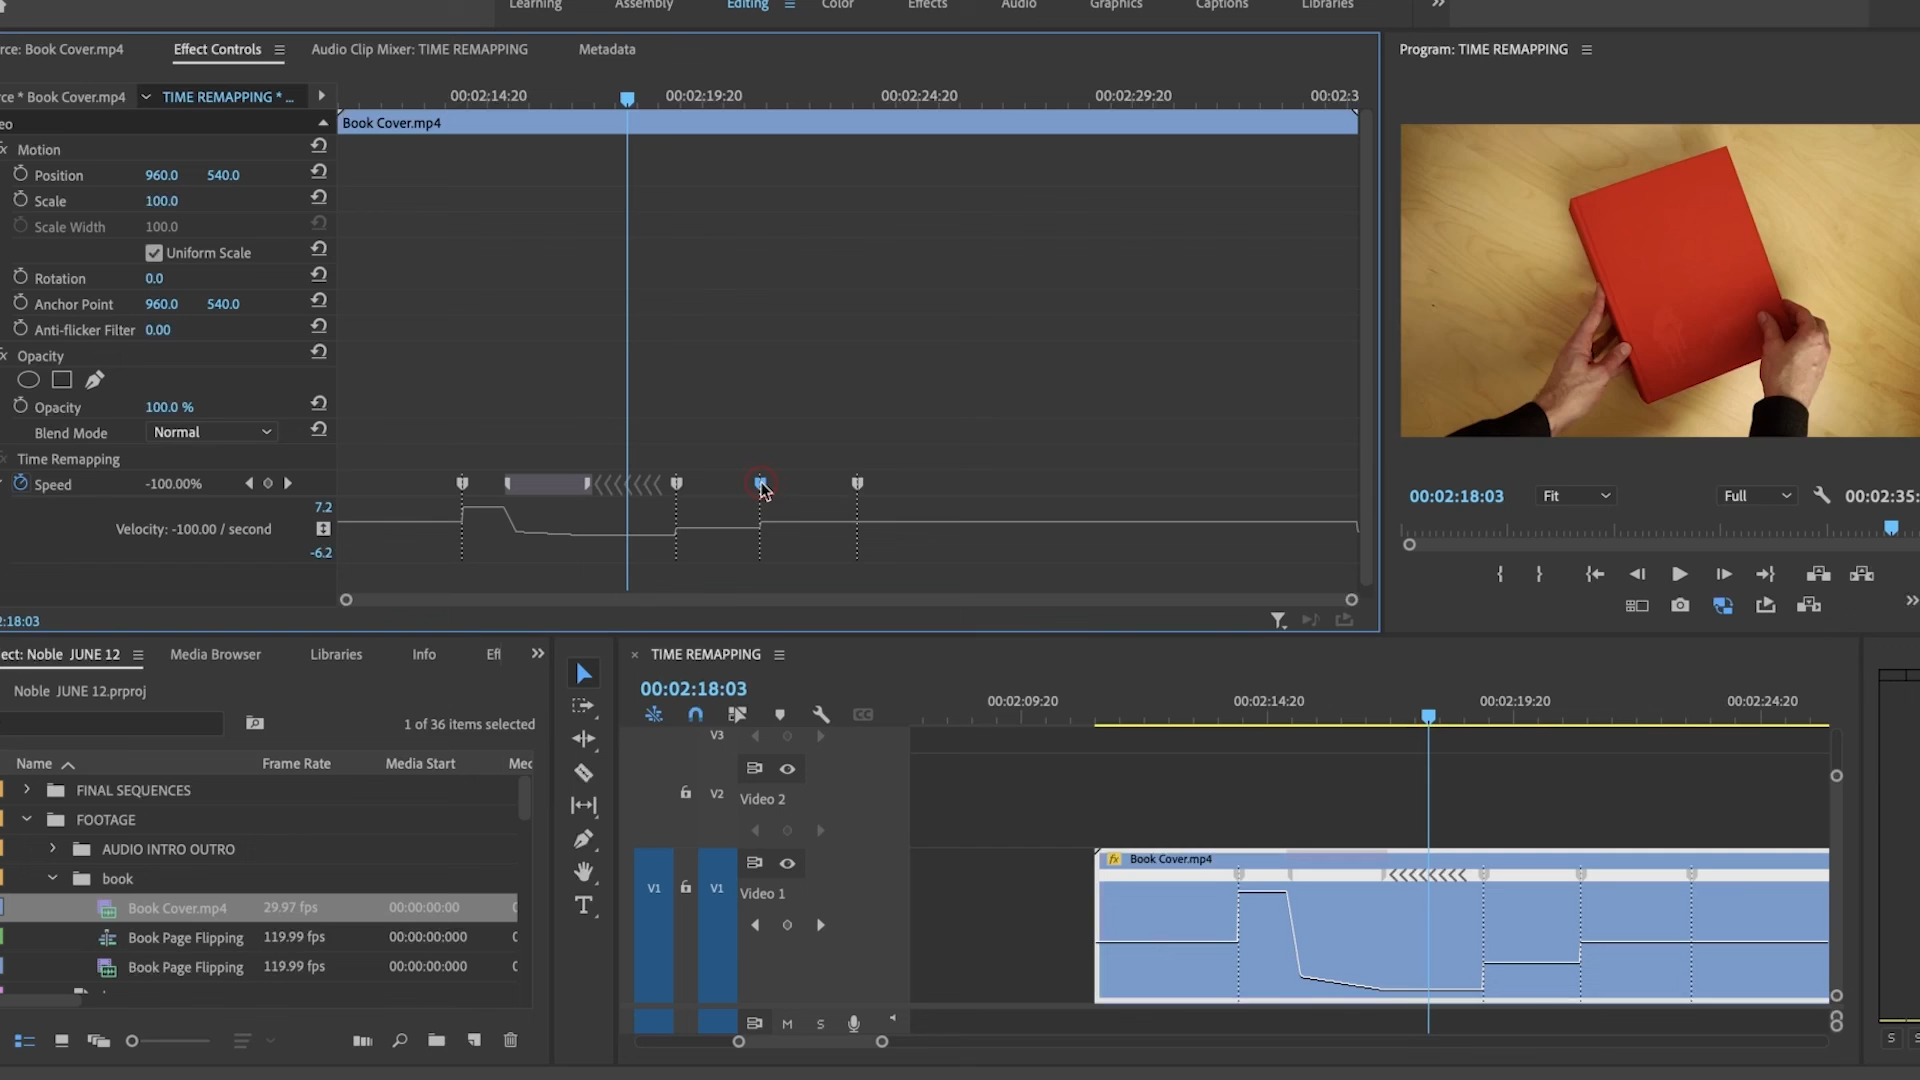 Learning Assembly Editing Color Effects Audio Graphics Captions Libraries
rce: Book Cover.mp4 Effect Controls Audio Clip Mixer: TIME REMAPPING Metadata
Program: TIME REMAPPING
ce * Book Cover.mp4 TIME REMAPPING * ...
00:02:14:20 00:02:19:20 00:02:24:20 00:02:29:20 00:02:3
eo
Book Cover.mp4
Motion
Position 960.0 540.0
Scale 100.0
Scale Width 100.0
Uniform Scale
Rotation 0.0
Anchor Point 960.0 540.0
Anti-flicker Filter 0.00
Opacity
Opacity 100.0 %
Blend Mode Normal
Time Remapping
Speed -100.00%
7.2
Velocity: -100.00 / second
-6.2
2:18:03
00:02:18:03 Fit Full 00:02:35:
ect: Noble JUNE 12 Media Browser Libraries Info Eff
Noble JUNE 12.prproj
1 of 36 items selected
Name Frame Rate Media Start Mec
FINAL SEQUENCES
FOOTAGE
AUDIO INTRO OUTRO
book
Book Cover.mp4 29.97 fps 00:00:00:00
Book Page Flipping 119.99 fps 00:00:00:000
Book Page Flipping 119.99 fps 00:00:00:000
T
× TIME REMAPPING
00:02:18:03
CC
00:02:09:20 00:02:14:20 00:02:19:20 00:02:24:20
V3
V2 Video 2
V1 V1 Video 1
fx Book Cover.mp4
M S
S S